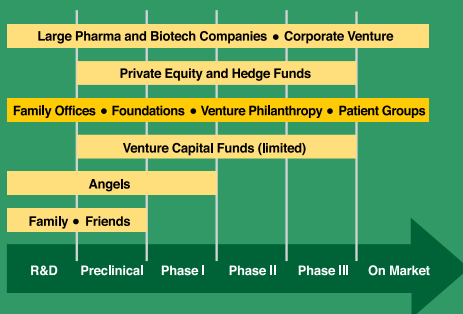 Large Pharma and Biotech Companies ● Corporate Venture
Private Equity and Hedge Funds
Family Offices ● Foundations ● Venture Philanthropy ● Patient Groups
Venture Capital Funds (limited)
Angels
Family ● Friends
R&D Preclinical Phase I Phase II Phase III On Market